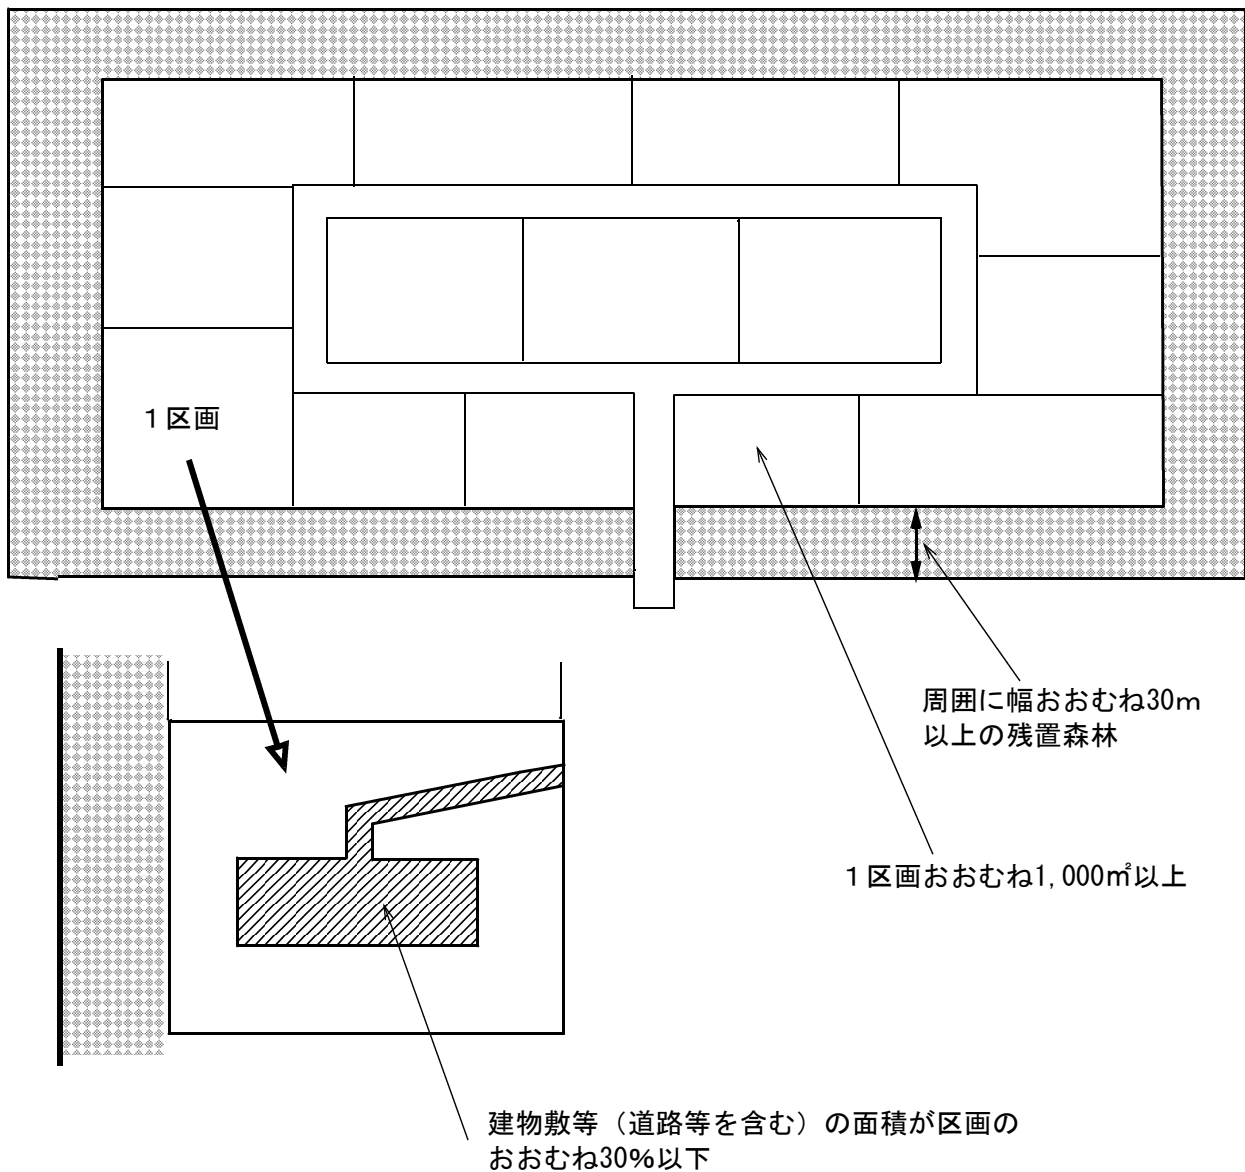 １区画
周囲に幅おおむね30ｍ
以上の残置森林
１区画おおむね1,000㎡以上
建物敷等（道路等を含む）の面積が区画の
おおむね30%以下